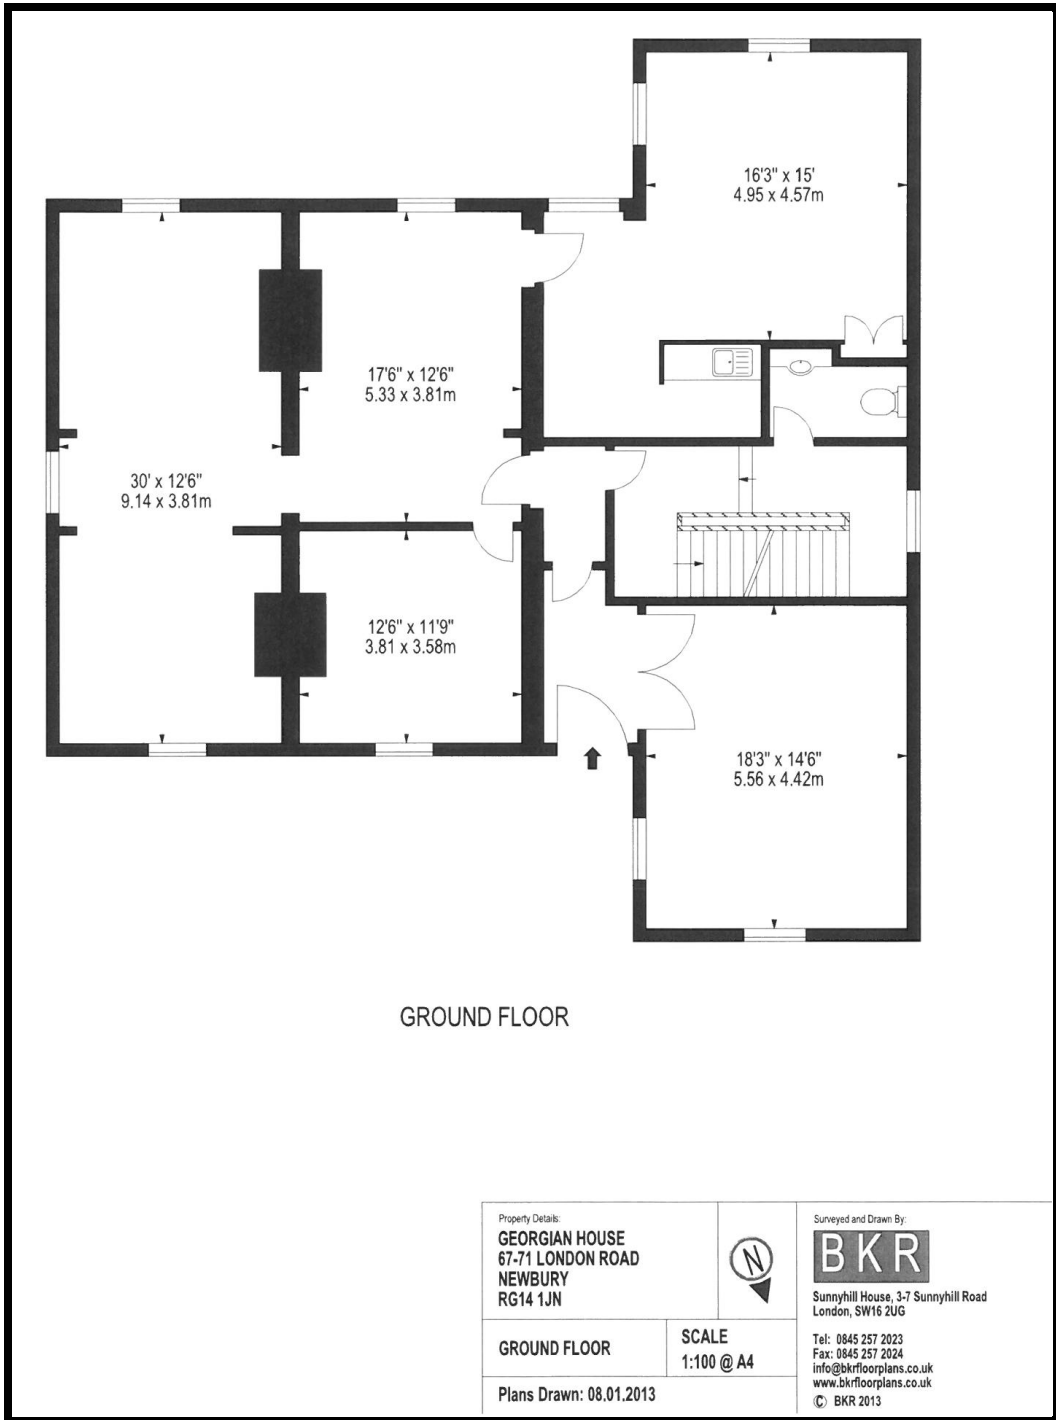 16'3" x 15'
4.95 x 4.57m
17'6" x 12'6"
5.33 x 3.81m
30' x 12'6"
9.14 x 3.81m
12'6" x 11'9"
3.81 x 3.58m
18'3" x 14'6"
5.56 x 4.42m
GROUND FLOOR
Property Details:
GEORGIAN HOUSE
67-71 LONDON ROAD
NEWBURY
RG14 1JN
N
GROUND FLOOR
SCALE
1:100 @ A4
Plans Drawn: 08.01.2013
Surveyed and Drawn By:
BKR
Sunnyhill House, 3-7 Sunnyhill Road
London, SW16 2UG
Tel: 0845 257 2023
Fax: 0845 257 2024
info@bkrfloorplans.co.uk
www.bkrfloorplans.co.uk
© BKR 2013